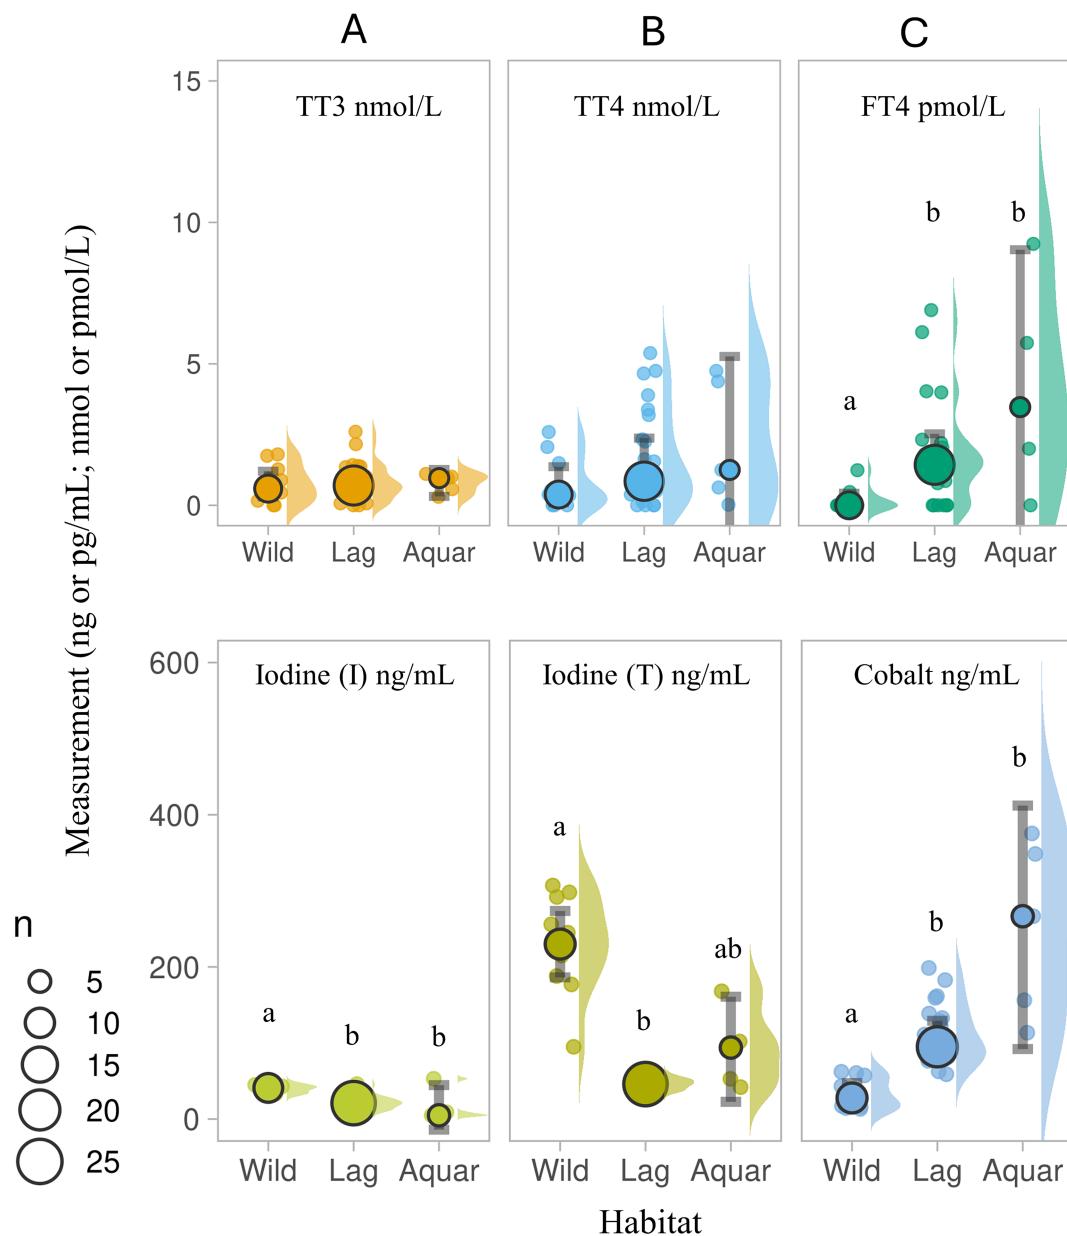 A B C
TT3 nmol/L TT4 nmol/L FT4 pmol/L
15
10
5
0
b b
a
Wild Lag Aquar Wild Lag Aquar Wild Lag Aquar
Measurement (ng or pg/mL; nmol or pmol/L)
Iodine (I) ng/mL Iodine (T) ng/mL Cobalt ng/mL
600
400
200
0
a b b
a b ab
a b b
Wild Lag Aquar Wild Lag Aquar Wild Lag Aquar
Habitat
n
5
10
15
20
25